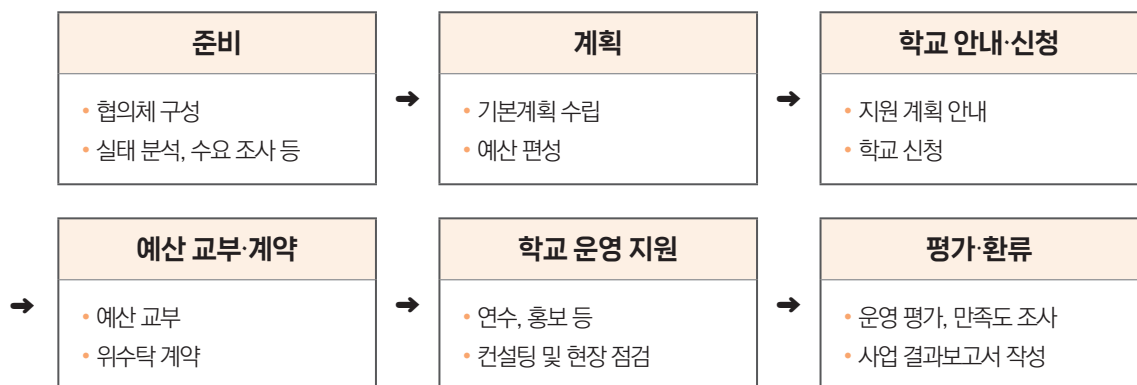 준비
• 협의체 구성
• 실태 분석, 수요 조사 등
➜
계획
• 기본계획 수립
• 예산 편성
➜
학교 안내·신청
• 지원 계획 안내
• 학교 신청
➜
예산 교부·계약
• 예산 교부
• 위수탁 계약
➜
학교 운영 지원
• 연수, 홍보 등
• 컨설팅 및 현장 점검
➜
평가·환류
• 운영 평가, 만족도 조사
• 사업 결과보고서 작성